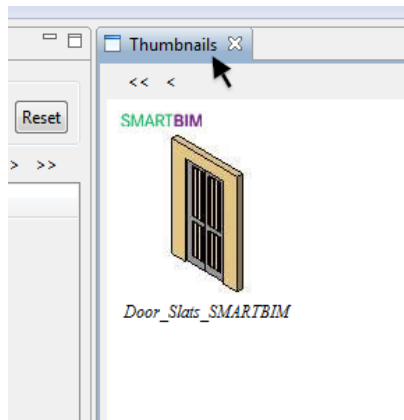 Thumbnails
<< <
Reset
> >>
SMARTBIM
Door_Slats_SMARTBIM